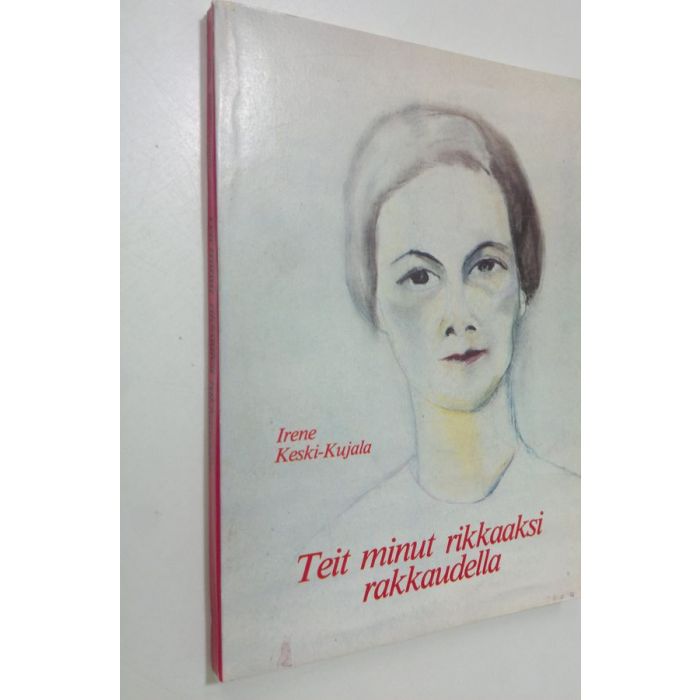 Irene
Keski-Kujala
Teit minut rikkaaksi
rakkaudella